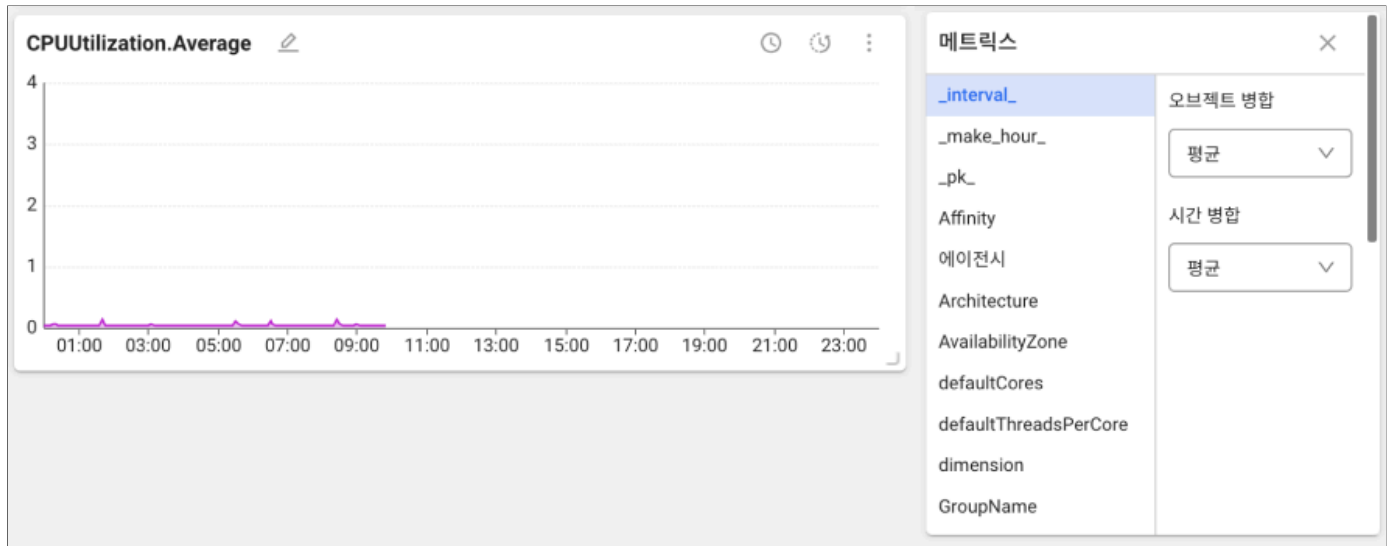 CPUUtilization.Average
4
3
2
1
0
01:00 03:00 05:00 07:00 09:00 11:00 13:00 15:00 17:00 19:00 21:00 23:00
메트릭스
_interval_
_make_hour_
_pk_
Affinity
에이전시
Architecture
AvailabilityZone
defaultCores
defaultThreadsPerCore
dimension
GroupName
오브젝트 병합
평균
시간 병합
평균